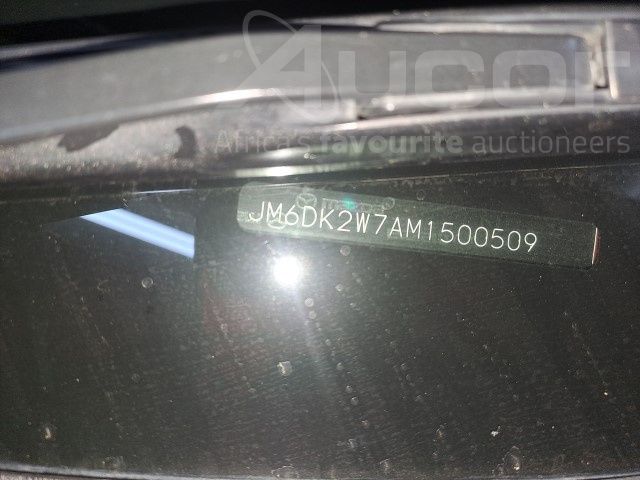 Aucor
Africa's favourite auctioneers
JM6DK2W7AM1500509